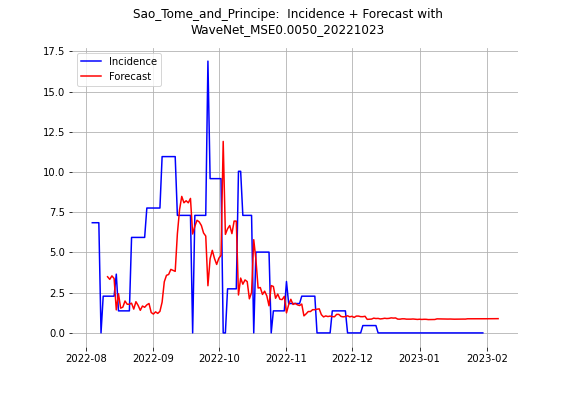 Sao_Tome_and_Principe:  Incidence + Forecast with
WaveNet_MSE0.0050_20221023
Incidence
Forecast
17.5
15.0
12.5
10.0
7.5
5.0
2.5
0.0
2022-08 2022-09 2022-10 2022-11 2022-12 2023-01 2023-02